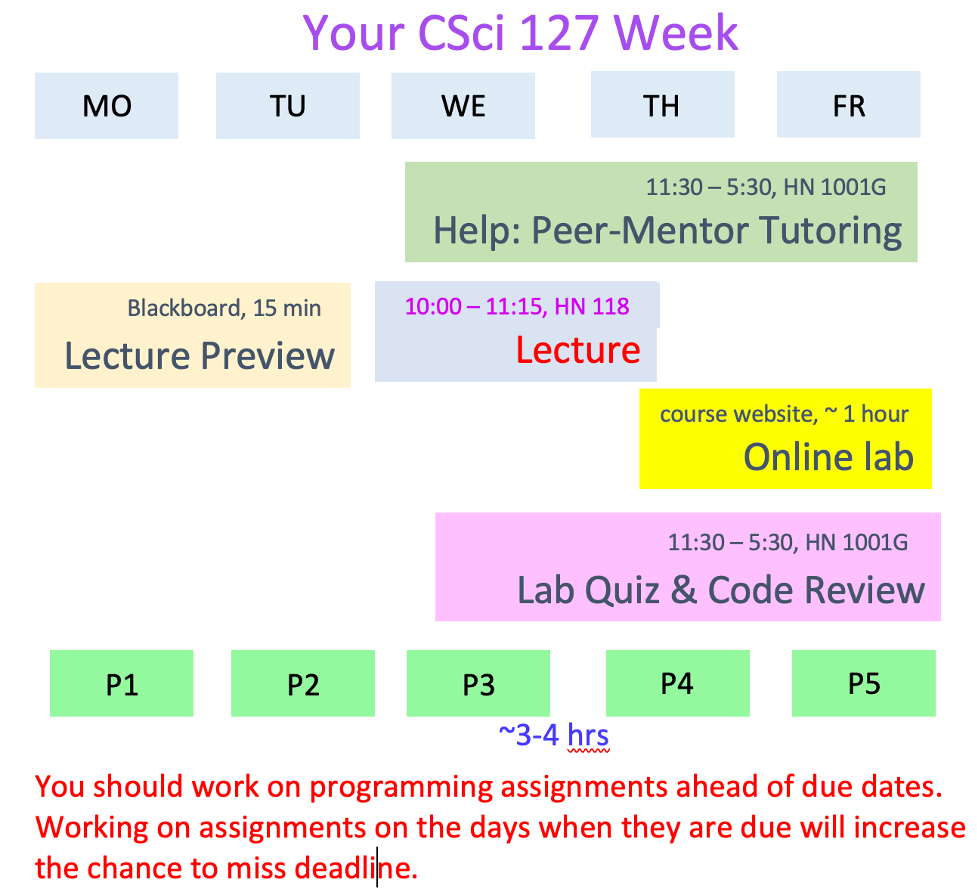 Your CSci 127 Week
MO TU WE TH FR
11:30 – 5:30, HN 1001G
Help: Peer-Mentor Tutoring
Blackboard, 15 min
Lecture Preview
10:00 – 11:15, HN 118
Lecture
course website, ~ 1 hour
Online lab
11:30 – 5:30, HN 1001G
Lab Quiz & Code Review
P1 P2 P3 P4 P5
~3-4 hrs
You should work on programming assignments ahead of due dates.
Working on assignments on the days when they are due will increase
the chance to miss deadline.